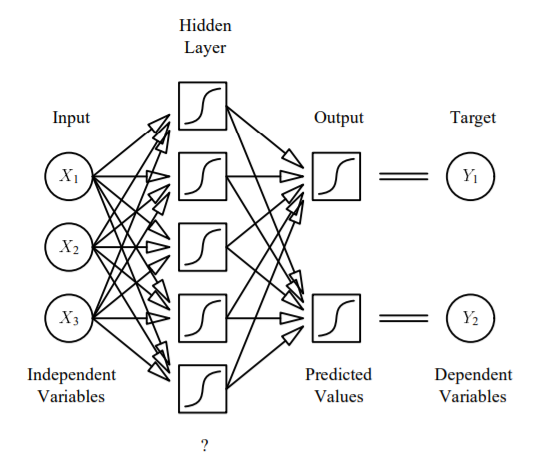 Hidden
Layer
Input
Output
Target
X₁
Y₁
X₂
X₃
Y₂
Independent
Variables
Predicted
Values
Dependent
Variables
?